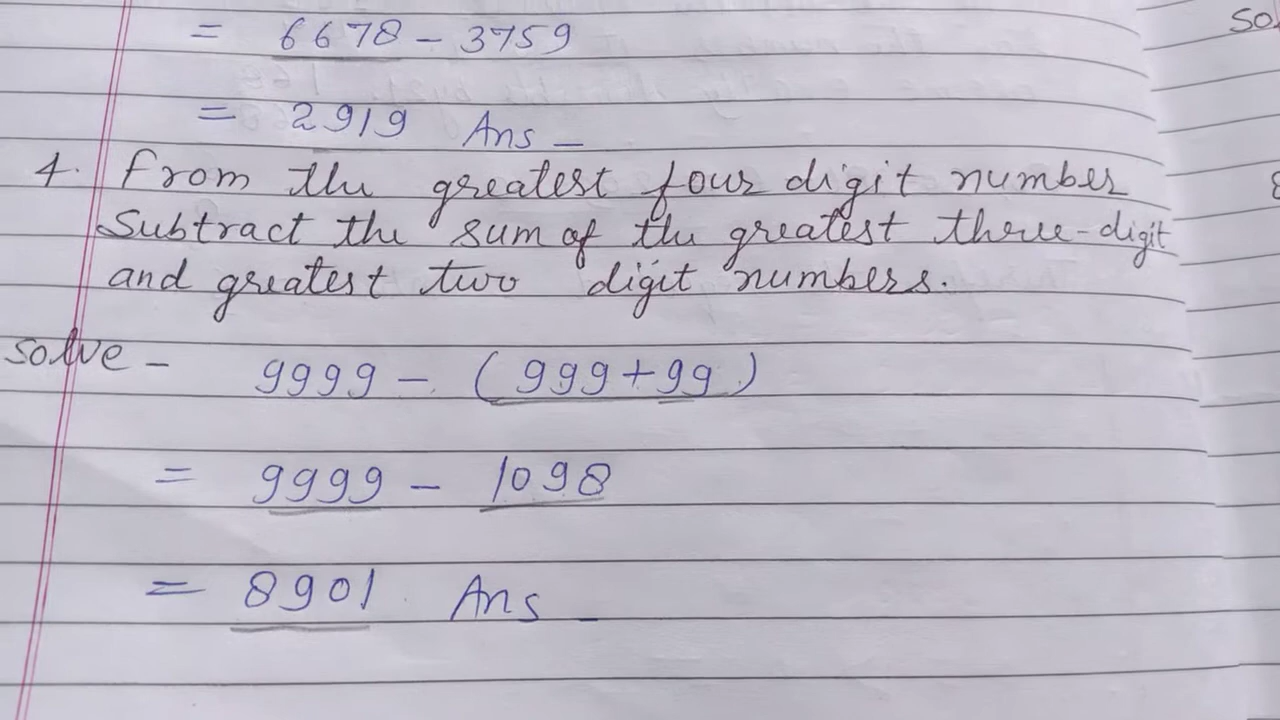 = 6678 - 3759
= 2919 Ans -
4. From the greatest four digit number
Subtract the sum of the greatest three-digit
and greatest two digit numbers.
solve - 9999 - (999+99)
= 9999 - 1098
= 8901 Ans -